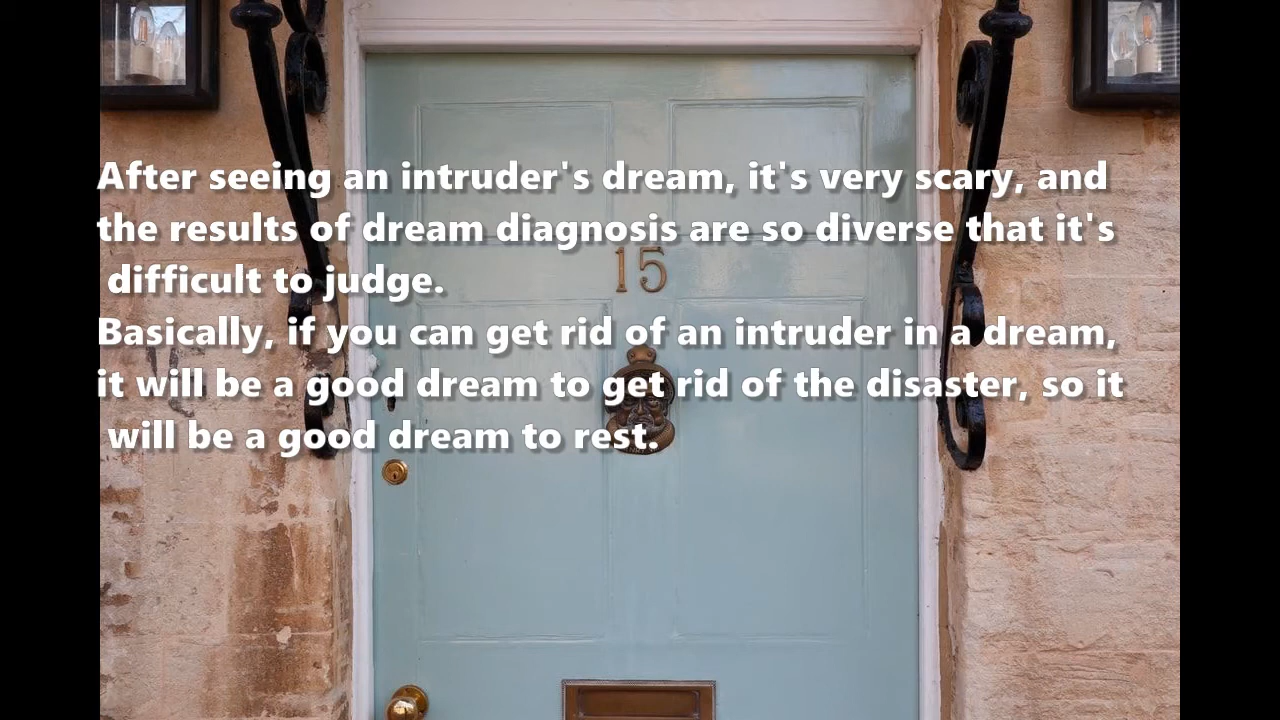 After seeing an intruder's dream, it's very scary, and
the results of dream diagnosis are so diverse that it's
difficult to judge.
15
Basically, if you can get rid of an intruder in a dream,
it will be a good dream to get rid of the disaster, so it
will be a good dream to rest.